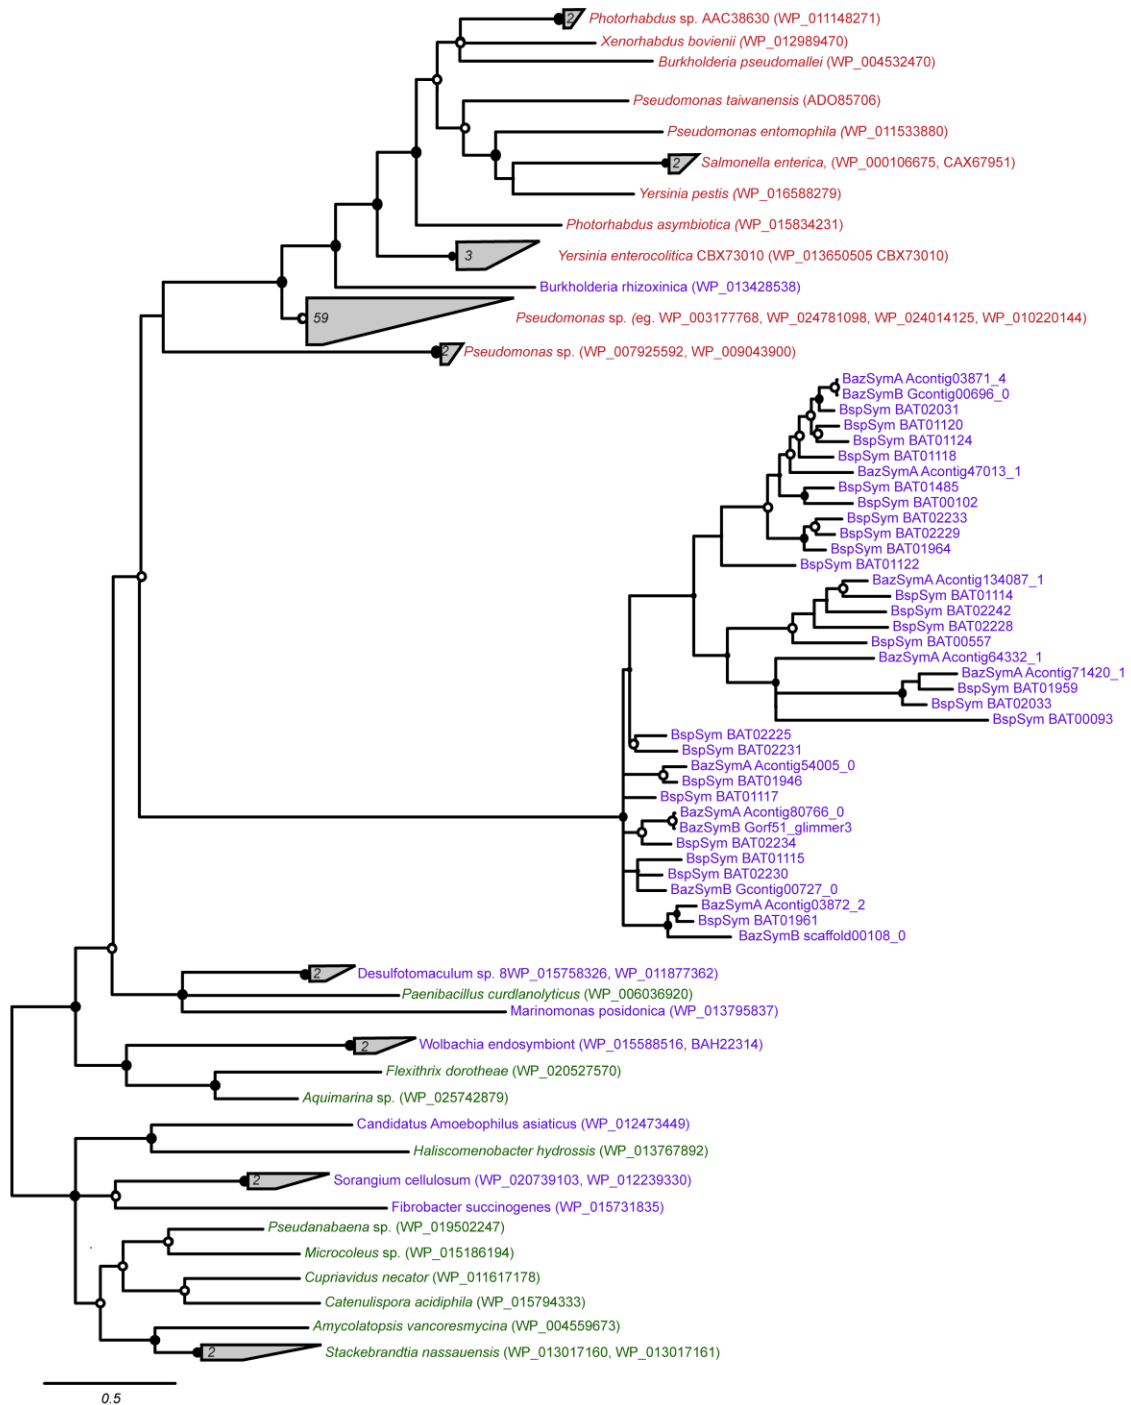 2 Photorhabdus sp. AAC38630 (WP_011148271)
Xenorhabdus bovienii (WP_012989470)
Burkholderia pseudomallei (WP_004532470)
Pseudomonas taiwanensis (ADO85706)
Pseudomonas entomophila (WP_011533880)
2 Salmonella enterica, (WP_000106675, CAX67951)
Yersinia pestis (WP_016588279)
Photorhabdus asymbiotica (WP_015834231)
3 Yersinia enterocolitica CBX73010 (WP_013650505 CBX73010)
Burkholderia rhizoxinica (WP_013428538)
59 Pseudomonas sp. (eg. WP_003177768, WP_024781098, WP_024014125, WP_010220144)
2 Pseudomonas sp. (WP_007925592, WP_009043900)
BazSymA Acontig03871_4
BazSymB Gcontig00696_0
BspSym BAT02031
BspSym BAT01120
BspSym BAT01124
BspSym BAT01118
BazSymA Acontig47013_1
BspSym BAT01485
BspSym BAT00102
BspSym BAT02233
BspSym BAT02229
BspSym BAT01964
BspSym BAT01122
BazSymA Acontig134087_1
BspSym BAT01114
BspSym BAT02242
BspSym BAT02228
BspSym BAT00557
BazSymA Acontig64332_1
BazSymA Acontig71420_1
BspSym BAT01959
BspSym BAT02033
BspSym BAT00093
BspSym BAT02225
BspSym BAT02231
BazSymA Acontig54005_0
BspSym BAT01946
BspSym BAT01117
BazSymA Acontig80766_0
BazSymB Gorf51_glimmer3
BspSym BAT02234
BspSym BAT01115
BspSym BAT02230
BazSymB Gcontig00727_0
BazSymA Acontig03872_2
BspSym BAT01961
BazSymB scaffold00108_0
2 Desulfotomaculum sp. 8WP_015758326, WP_011877362)
Paenibacillus curdlanolyticus (WP_006036920)
Marinomonas posidonica (WP_013795837)
2 Wolbachia endosymbiont (WP_015588516, BAH22314)
Flexithrix dorotheae (WP_020527570)
Aquimarina sp. (WP_025742879)
Candidatus Amoebophilus asiaticus (WP_012473449)
Haliscomenobacter hydrossis (WP_013767892)
2 Sorangium cellulosum (WP_020739103, WP_012239330)
Fibrobacter succinogenes (WP_015731835)
Pseudanabaena sp. (WP_019502247)
Microcoleus sp. (WP_015186194)
Cupriavidus necator (WP_011617178)
Catenulispora acidiphila (WP_015794333)
Amycolatopsis vancoresmycina (WP_004559673)
2 Stackebrandtia nassauensis (WP_013017160, WP_013017161)
0.5